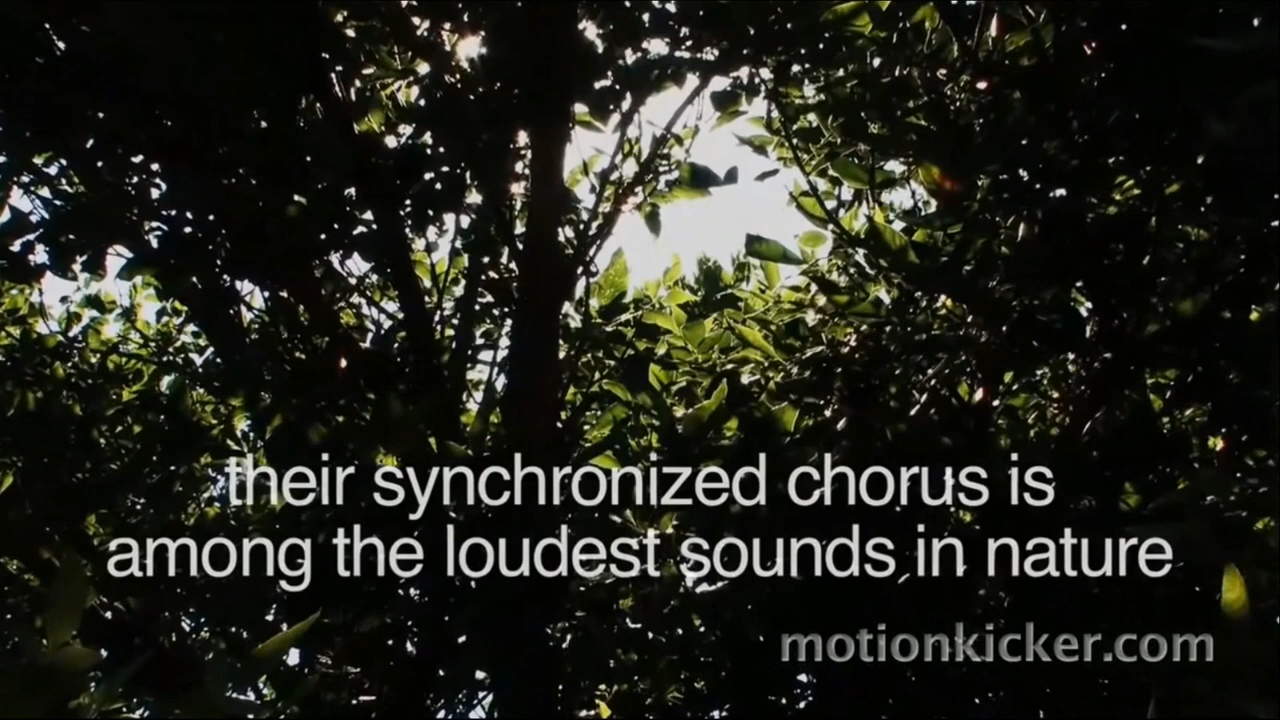 their synchronized chorus is
among the loudest sounds in nature
motionkicker.com